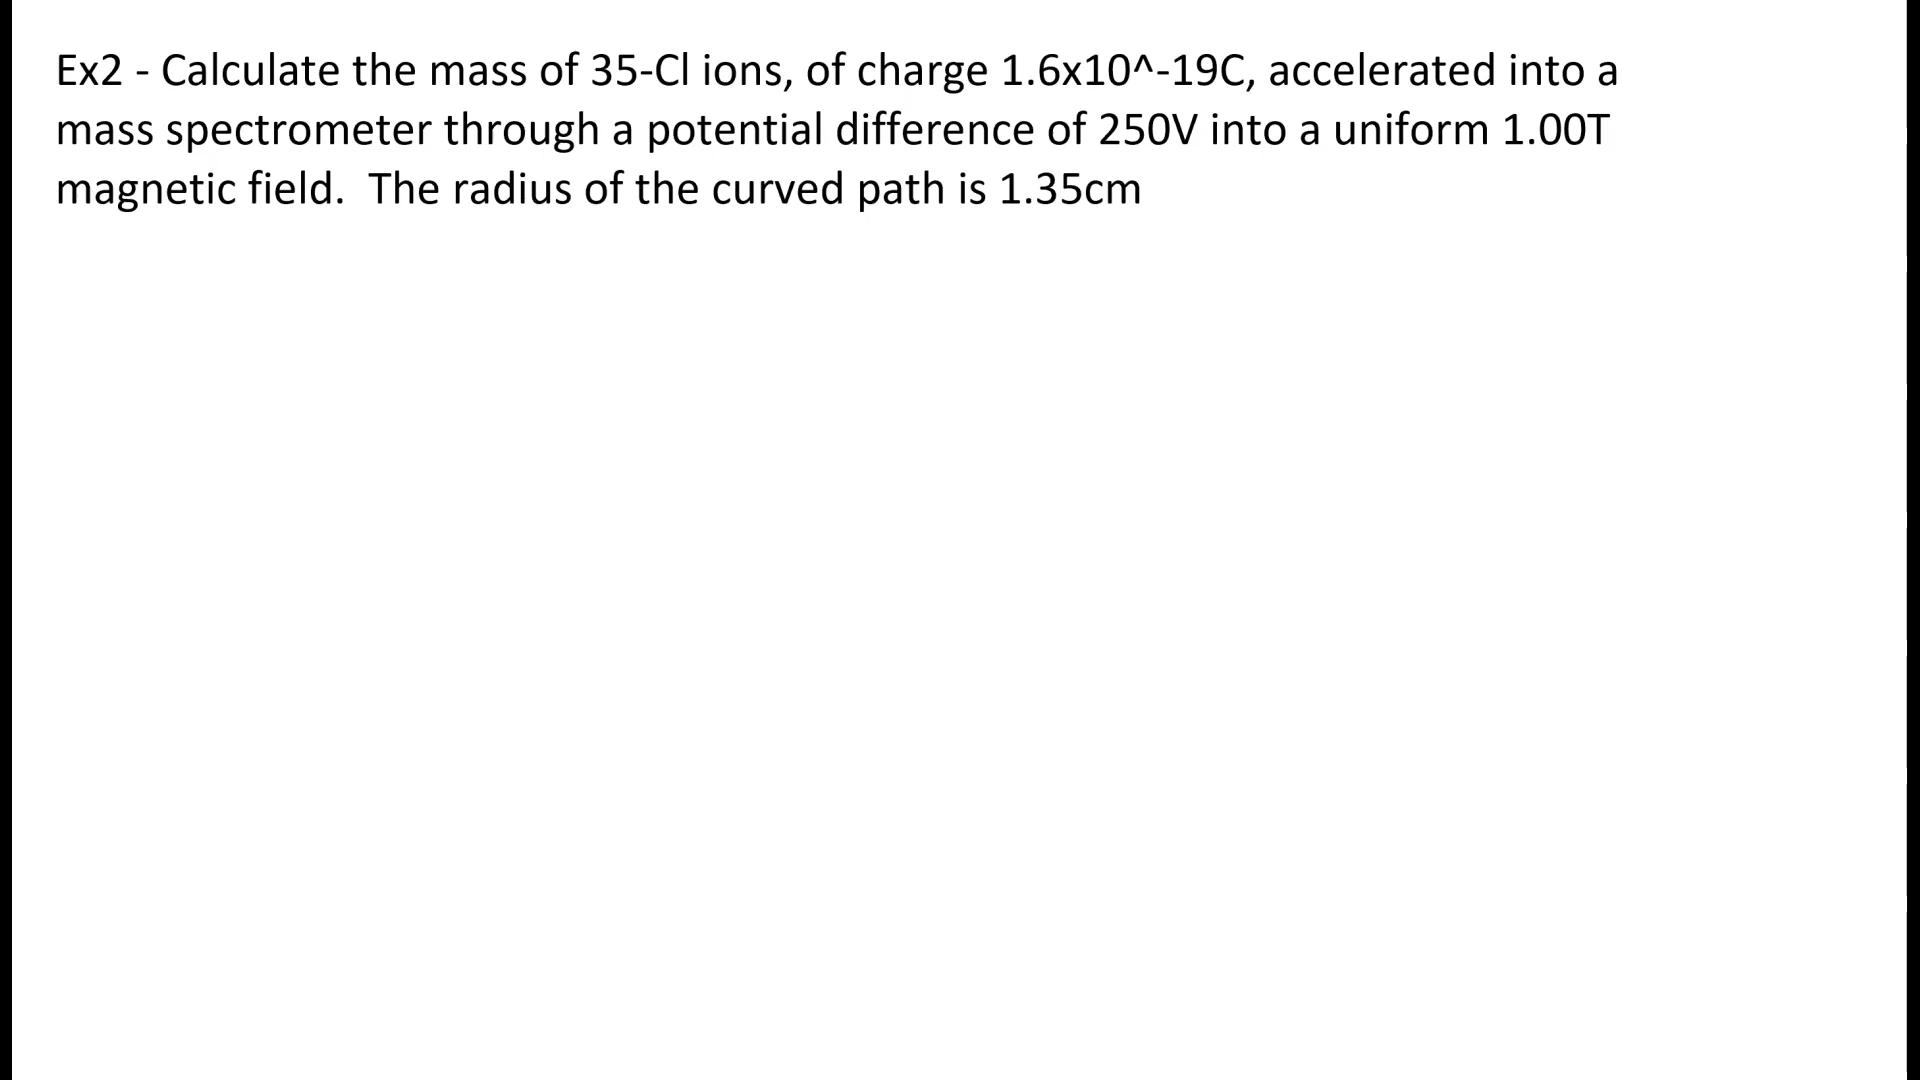 Ex2 - Calculate the mass of 35-Cl ions, of charge 1.6x10^-19C, accelerated into a
mass spectrometer through a potential difference of 250V into a uniform 1.00T
magnetic field.  The radius of the curved path is 1.35cm